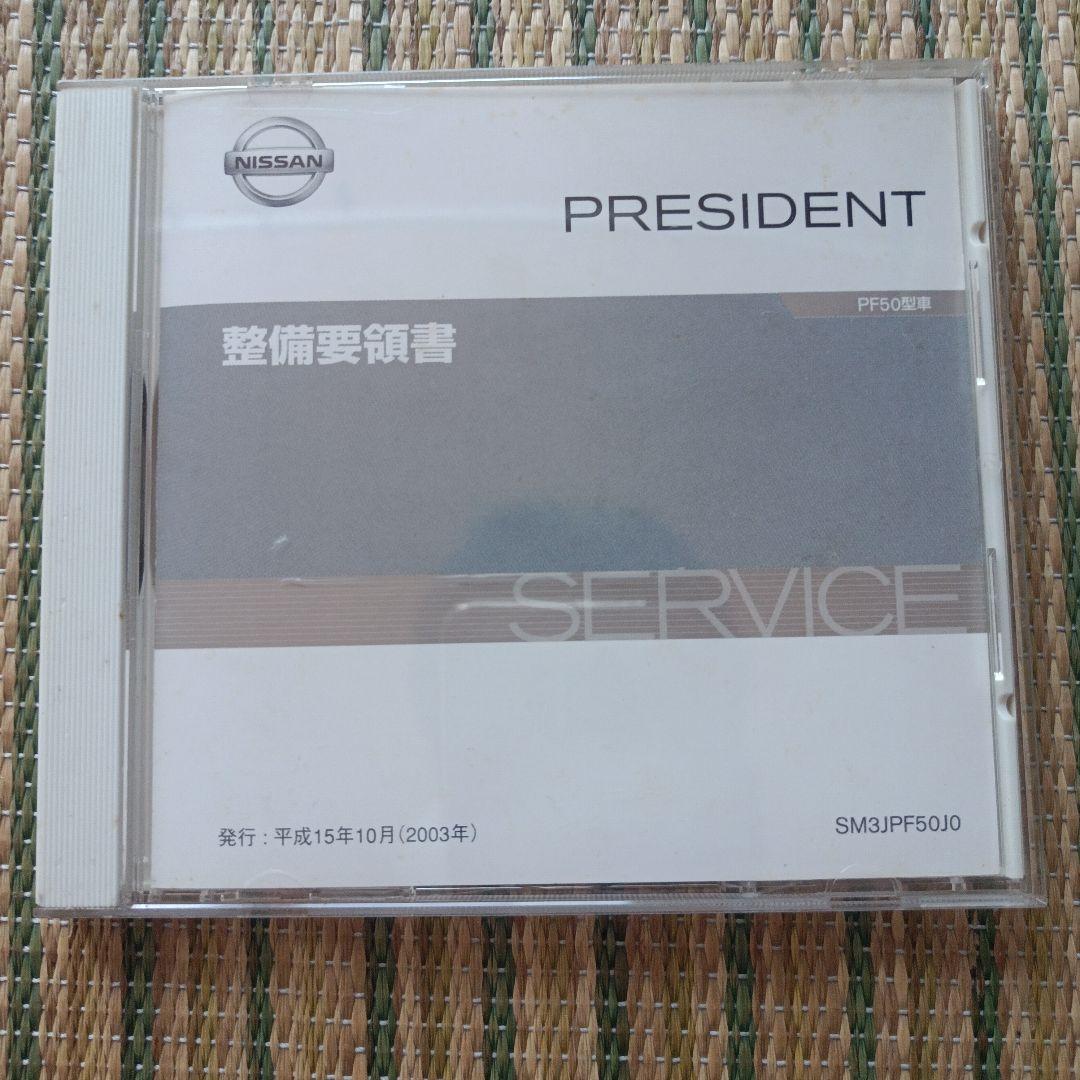 NISSAN
PRESIDENT
PF50型車
整備要領書
SERVICE
発行:平成15年10月(2003年)
SM3JPF50J0